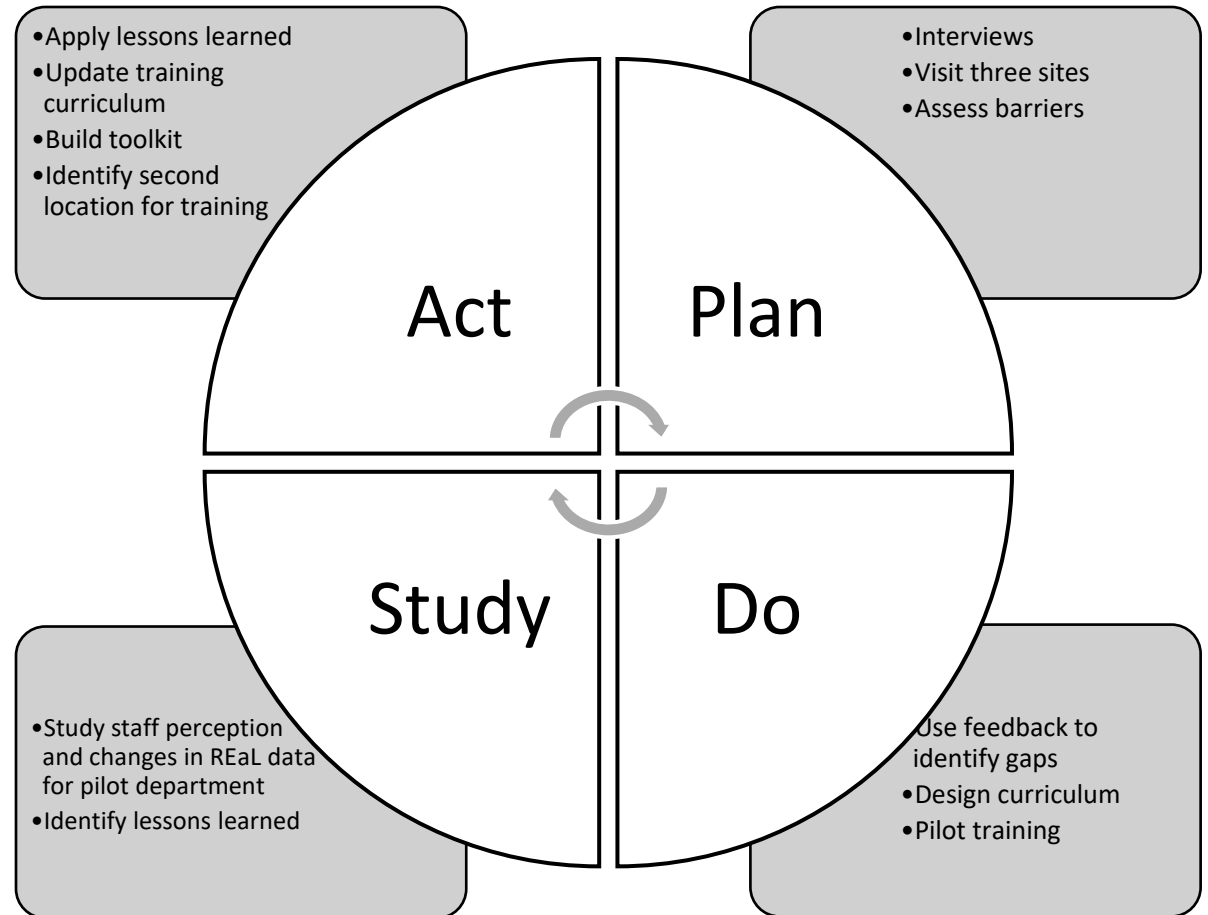 •Apply lessons learned
•Update training
curriculum
•Build toolkit
•Identify second
location for training
•Interviews
•Visit three sites
•Assess barriers
Act
Plan
Study
Do
•Study staff perception
and changes in REaL data
for pilot department
•Identify lessons learned
Use feedback to
identify gaps
•Design curriculum
•Pilot training